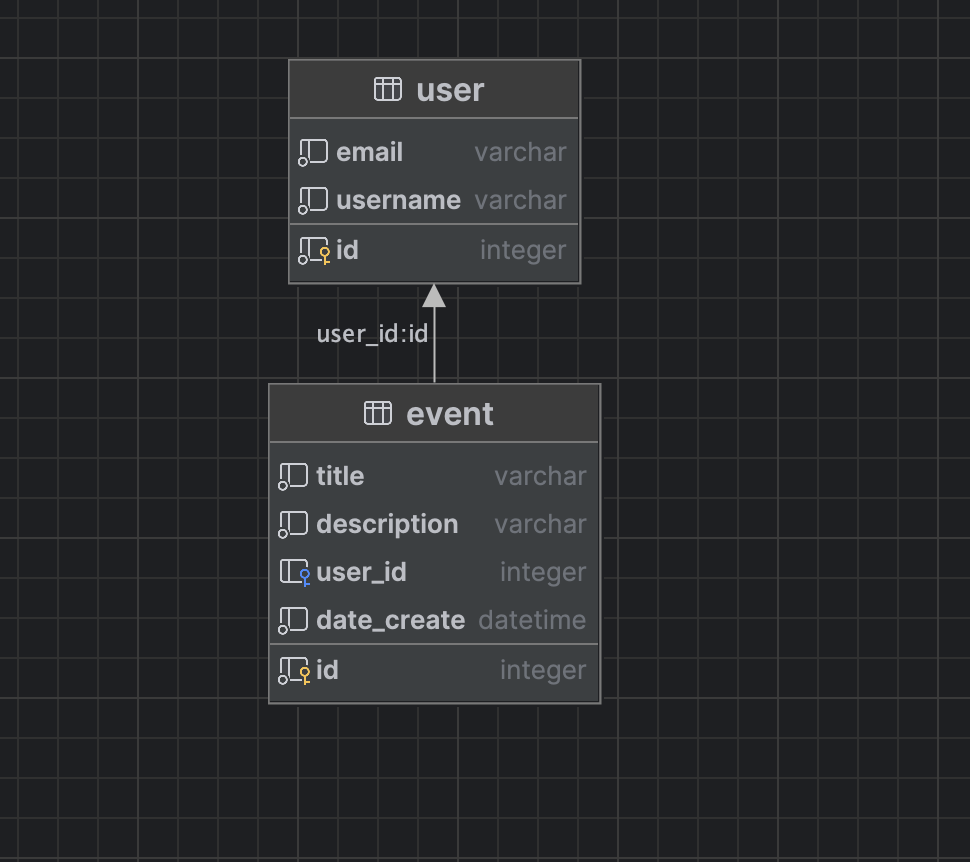 user
email varchar
username varchar
id integer
user_id:id
event
title varchar
description varchar
user_id integer
date_create datetime
id integer